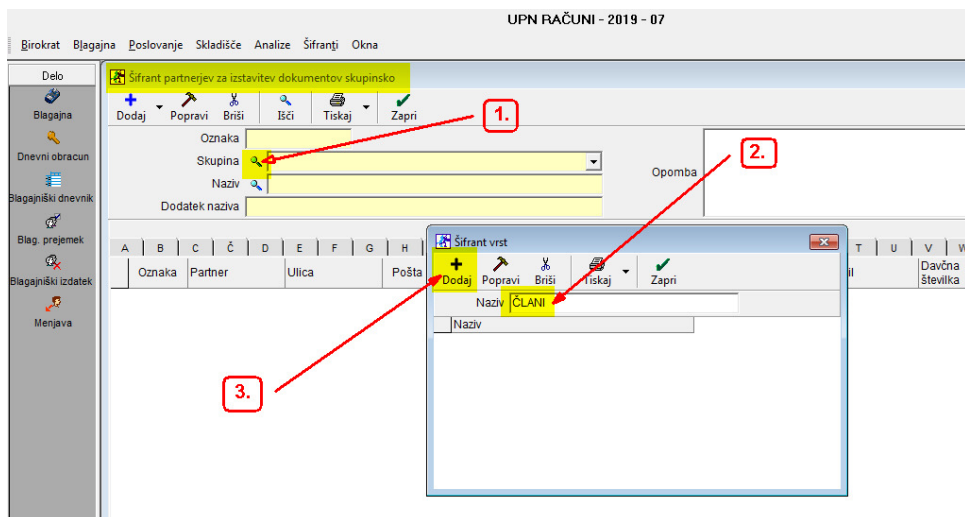 UPN RAČUNI - 2019 - 07
Birokrat Blagajna Poslovanje Skladišče Analize Šifranti Okna
Delo
Blagajna
Dnevni obracun
Blagajniški dnevnik
Blag. prejemek
Blagajniški izdatek
Menjava
Šifrant partnerjev za izstavitev dokumentov skupinsko
Dodaj Popravi Briši Išči Tiskaj Zapri
1.
Oznaka
Skupina
Naziv
Dodatek naziva
Opomba
2.
A B C Č D E F G H T U V W
Oznaka Partner Ulica Pošta il Davčna
številka
Šifrant vrst
Dodaj Popravi Briši Tiskaj Zapri
Naziv ČLANI
Naziv
3.